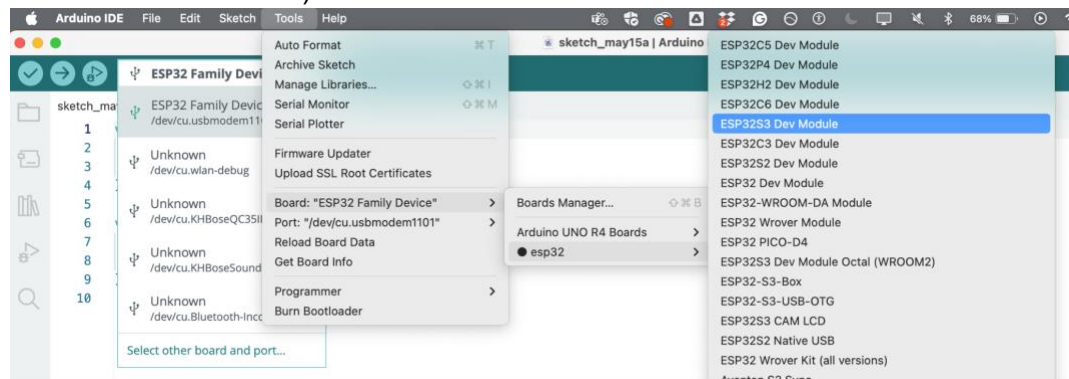 Arduino IDE File Edit Sketch Tools Help 68%
sketch_may15a | Arduino
ESP32 Family Devi
sketch_ma
ESP32 Family Devic
/dev/cu.usbmodem11
Unknown
/dev/cu.wlan-debug
Unknown
/dev/cu.KHBoseQC35II
Unknown
/dev/cu.KHBoseSound
Unknown
/dev/cu.Bluetooth-Inco
Select other board and port...
1
2
3
4
5
6
7
8
9
10
Auto Format ⌘ T
Archive Sketch
Manage Libraries... ⇧ ⌘ I
Serial Monitor ⇧ ⌘ M
Serial Plotter
Firmware Updater
Upload SSL Root Certificates
Board: "ESP32 Family Device"
Port: "/dev/cu.usbmodem1101"
Reload Board Data
Get Board Info
Programmer
Burn Bootloader
Boards Manager... ⇧ ⌘ B
Arduino UNO R4 Boards
esp32
ESP32C5 Dev Module
ESP32P4 Dev Module
ESP32H2 Dev Module
ESP32C6 Dev Module
ESP32S3 Dev Module
ESP32C3 Dev Module
ESP32S2 Dev Module
ESP32 Dev Module
ESP32-WROOM-DA Module
ESP32 Wrover Module
ESP32 PICO-D4
ESP32S3 Dev Module Octal (WROOM2)
ESP32-S3-Box
ESP32-S3-USB-OTG
ESP32S3 CAM LCD
ESP32S2 Native USB
ESP32 Wrover Kit (all versions)